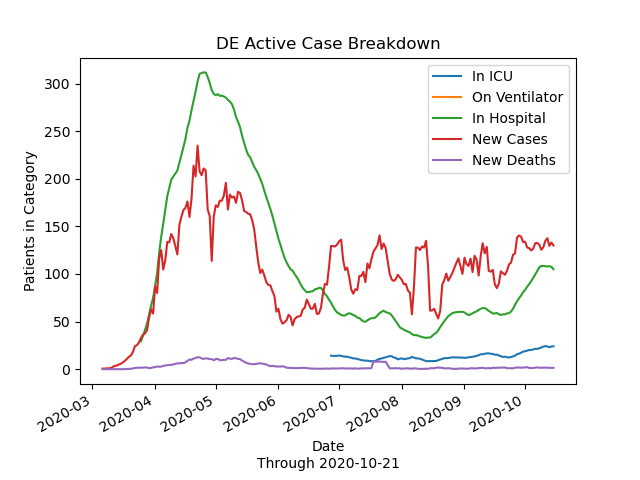 DE Active Case Breakdown
Patients in Category
300
250
200
150
100
50
0
In ICU
On Ventilator
In Hospital
New Cases
New Deaths
2020-03
2020-04
2020-05
2020-06
2020-07
2020-08
2020-09
2020-10
Date
Through 2020-10-21